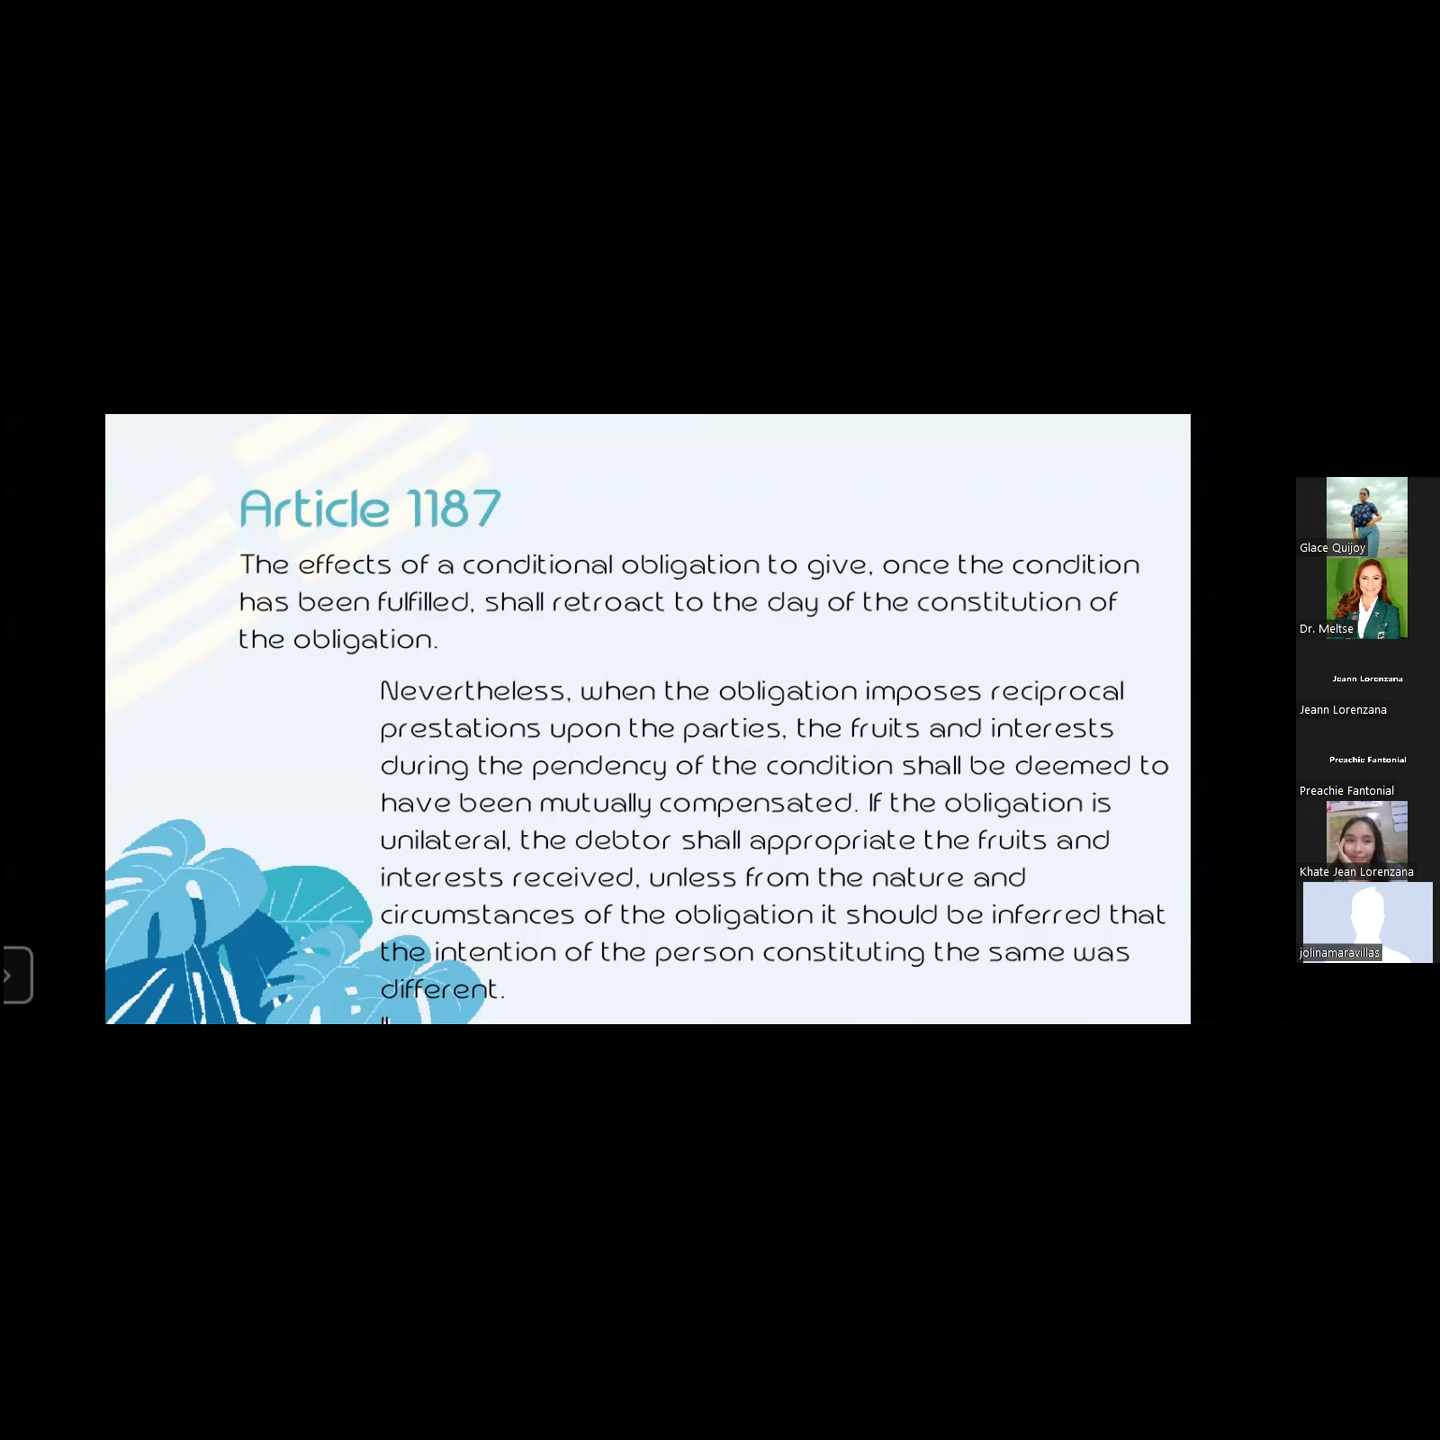 Article 1187
The effects of a conditional obligation to give, once the condition
has been fulfilled, shall retroact to the day of the constitution of
the obligation.
Nevertheless, when the obligation imposes reciprocal
prestations upon the parties, the fruits and interests
during the pendency of the condition shall be deemed to
have been mutually compensated. If the obligation is
unilateral, the debtor shall appropriate the fruits and
interests received, unless from the nature and
circumstances of the obligation it should be inferred that
the intention of the person constituting the same was
different.
Glace Quijoy
Dr. Meltse
Jeann Lorenzana
Jeann Lorenzana
Preachie Fantonial
Preachie Fantonial
Khate Jean Lorenzana
jolinamaravillas